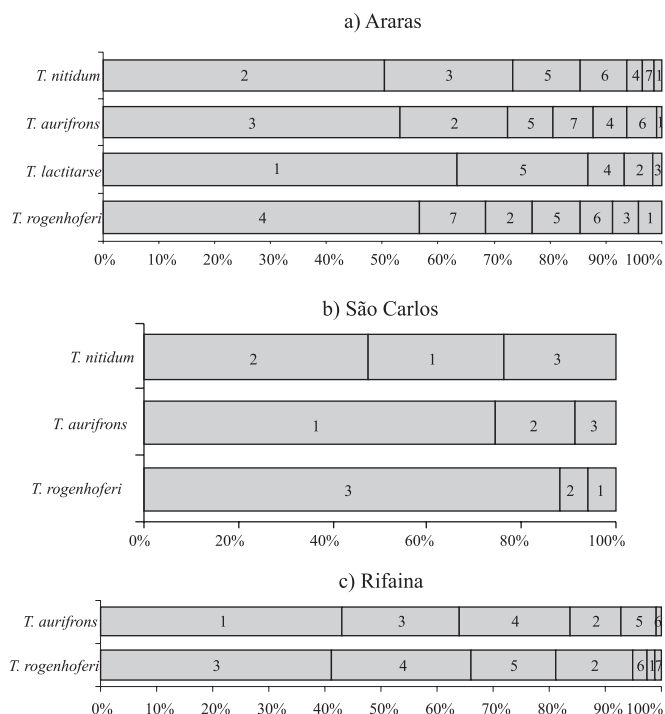 a) Araras
T. nitidum 2 3 5 6 4 7 1
T. aurifrons 3 2 5 7 4 6 1
T. lactitarse 1 5 4 2 3
T. rogenhoferi 4 7 2 5 6 3 1
0% 10% 20% 30% 40% 50% 60% 70% 80% 90% 100%
b) São Carlos
T. nitidum 2 1 3
T. aurifrons 1 2 3
T. rogenhoferi 3 2 1
0% 20% 40% 60% 80% 100%
c) Rifaina
T. aurifrons 1 3 4 2 5 6
T. rogenhoferi 3 4 5 2 6 1 7
0% 10% 20% 30% 40% 50% 60% 70% 80% 90% 100%